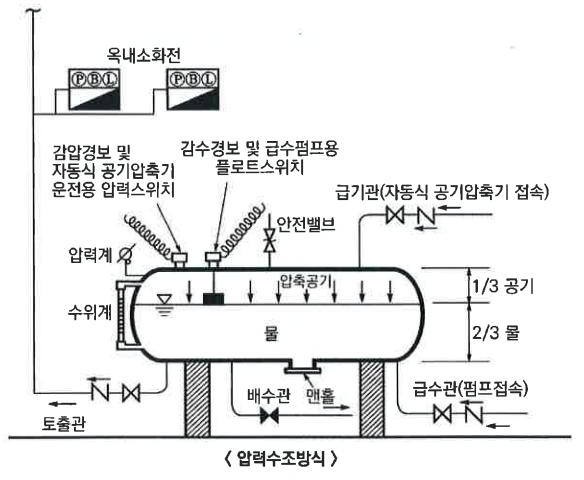 옥내소화전
Ⓟ Ⓑ Ⓛ
Ⓟ Ⓑ Ⓛ
감압경보 및
자동식 공기압축기
운전용 압력스위치
감수경보 및 급수펌프용
플로트스위치
급기관(자동식 공기압축기 접속)
안전밸브
압력계
압축공기
1/3 공기
수위계
물
2/3 물
배수관
맨홀
급수관(펌프접속)
토출관
< 압력수조방식 >